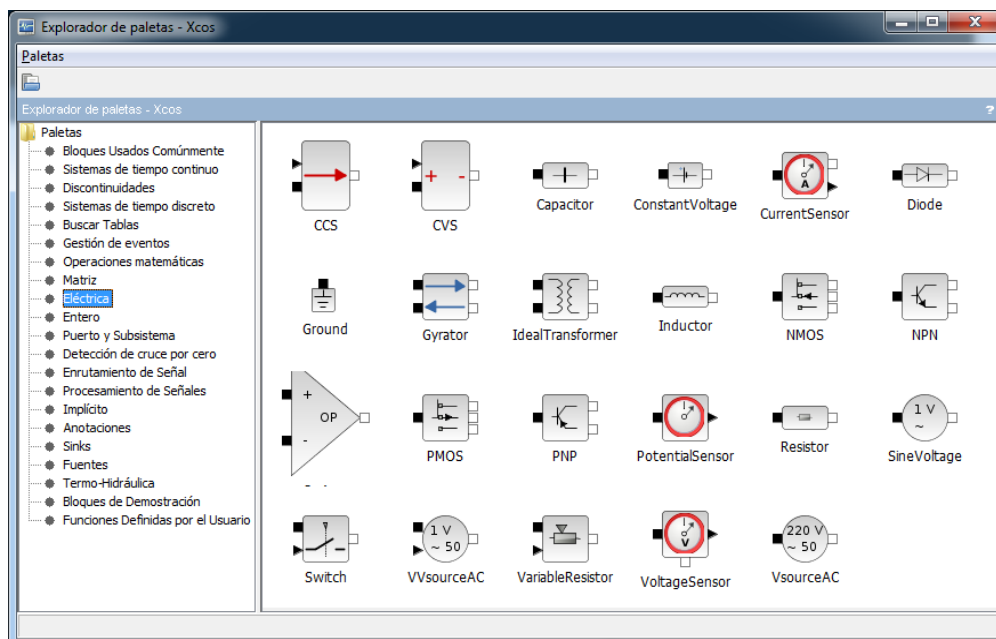 Explorador de paletas - Xcos
Paletas
Explorador de paletas - Xcos
?
Paletas
Bloques Usados Comúnmente
Sistemas de tiempo continuo
Discontinuidades
Sistemas de tiempo discreto
Buscar Tablas
Gestión de eventos
Operaciones matemáticas
Matriz
Eléctrica
Entero
Puerto y Subsistema
Detección de cruce por cero
Enrutamiento de Señal
Procesamiento de Señales
Implícito
Anotaciones
Sinks
Fuentes
Termo-Hidráulica
Bloques de Demostración
Funciones Definidas por el Usuario
+ -
A
CCS
CVS
Capacitor
ConstantVoltage
CurrentSensor
Diode
Ground
Gyrator
IdealTransformer
Inductor
NMOS
NPN
+
OP
-
1 V
~
PMOS
PNP
PotentialSensor
Resistor
SineVoltage
1 V
~ 50
V
220 V
~ 50
Switch
VVsourceAC
VariableResistor
VoltageSensor
VsourceAC